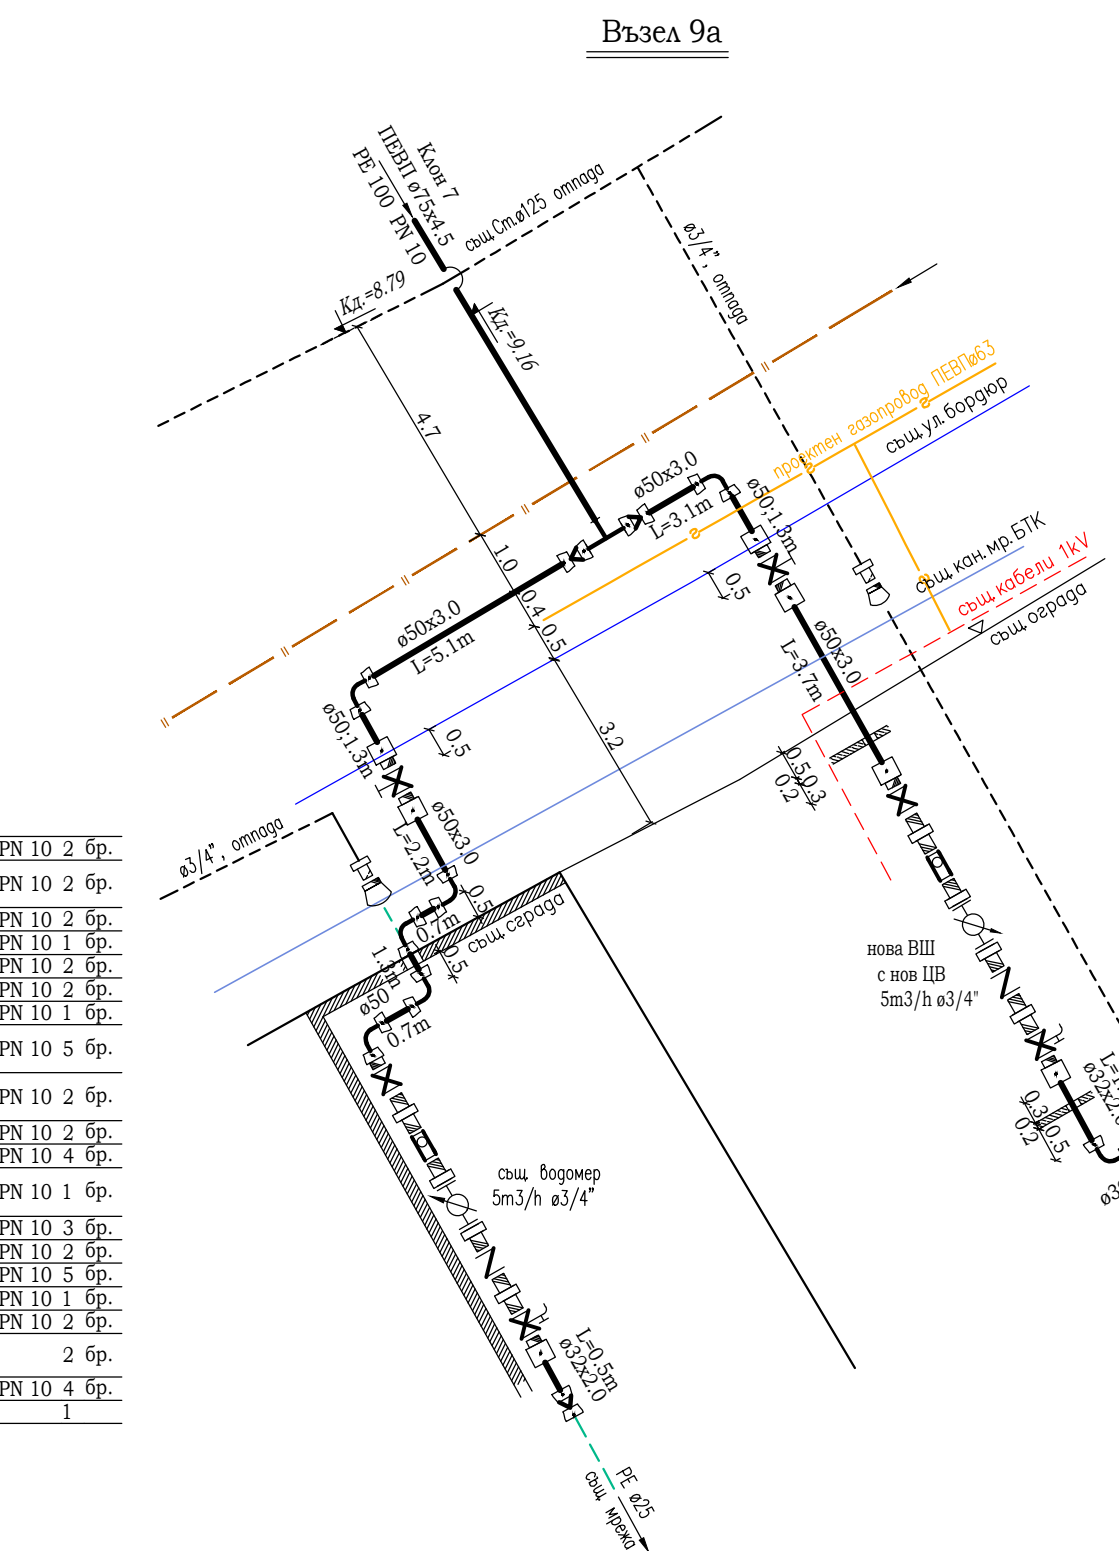 Възел 9а
Клон 7
ПЕВП ø75x4.5
PE 100 PN 10
същ.Ст.ø125 отпада
ø3/4", отпада
Кд.=8.79
Кд.=9.16
4.7
проектен газопровод ПЕВПø63
същ.ул.бордюр
ø50x3.0
L=3.1m
ø50;1.3m
1.0
0.4
0.5
0.5
същ.кан.мр.БТК
същ.кабели 1kV
същ.ограда
ø50x3.0
L=5.1m
ø50x3.0
L=3.7m
3.2
ø50;1.3m
0.5
0.5
0.3
0.2
ø50x3.0
L=2.2m
ø3/4", отпада
0.5
0.7m
същ.сграда
1.3m
ø50
0.5
0.7m
нова ВШ
с нов ЦВ
5m3/h ø3/4"
0.3
0.5
0.2
същ. водомер
5m3/h ø3/4"
L=0.5m
ø32x2.0
PE ø25
същ. мрежа
PN 10 2 бр.
PN 10 2 бр.
PN 10 2 бр.
PN 10 1 бр.
PN 10 2 бр.
PN 10 2 бр.
PN 10 1 бр.
PN 10 5 бр.
PN 10 2 бр.
PN 10 2 бр.
PN 10 4 бр.
PN 10 1 бр.
PN 10 3 бр.
PN 10 2 бр.
PN 10 5 бр.
PN 10 1 бр.
PN 10 2 бр.
2 бр.
PN 10 4 бр.
1